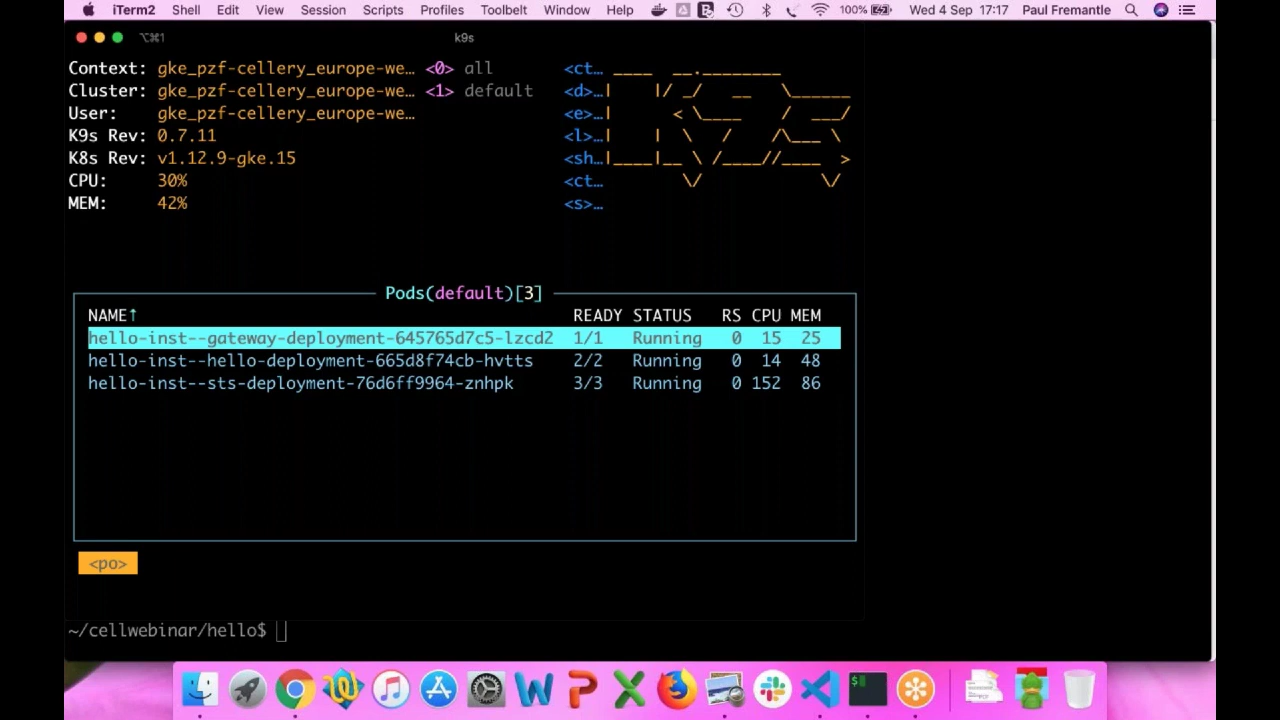 iTerm2 Shell Edit View Session Scripts Profiles Toolbelt Window Help 100% Wed 4 Sep 17:17 Paul Fremantle
⌥⌘1 k9s
Context: gke_pzf-cellery_europe-we… <0> all <ct…
Cluster: gke_pzf-cellery_europe-we… <1> default <d>…
User: gke_pzf-cellery_europe-we… <e>…
K9s Rev: 0.7.11 <l>…
K8s Rev: v1.12.9-gke.15 <sh…
CPU: 30% <ct…
MEM: 42% <s>…
Pods(default)[3]
NAME↑ READY STATUS RS CPU MEM
hello-inst--gateway-deployment-645765d7c5-lzcd2 1/1 Running 0 15 25
hello-inst--hello-deployment-665d8f74cb-hvtts 2/2 Running 0 14 48
hello-inst--sts-deployment-76d6ff9964-znhpk 3/3 Running 0 152 86
<po>
~/cellwebinar/hello$